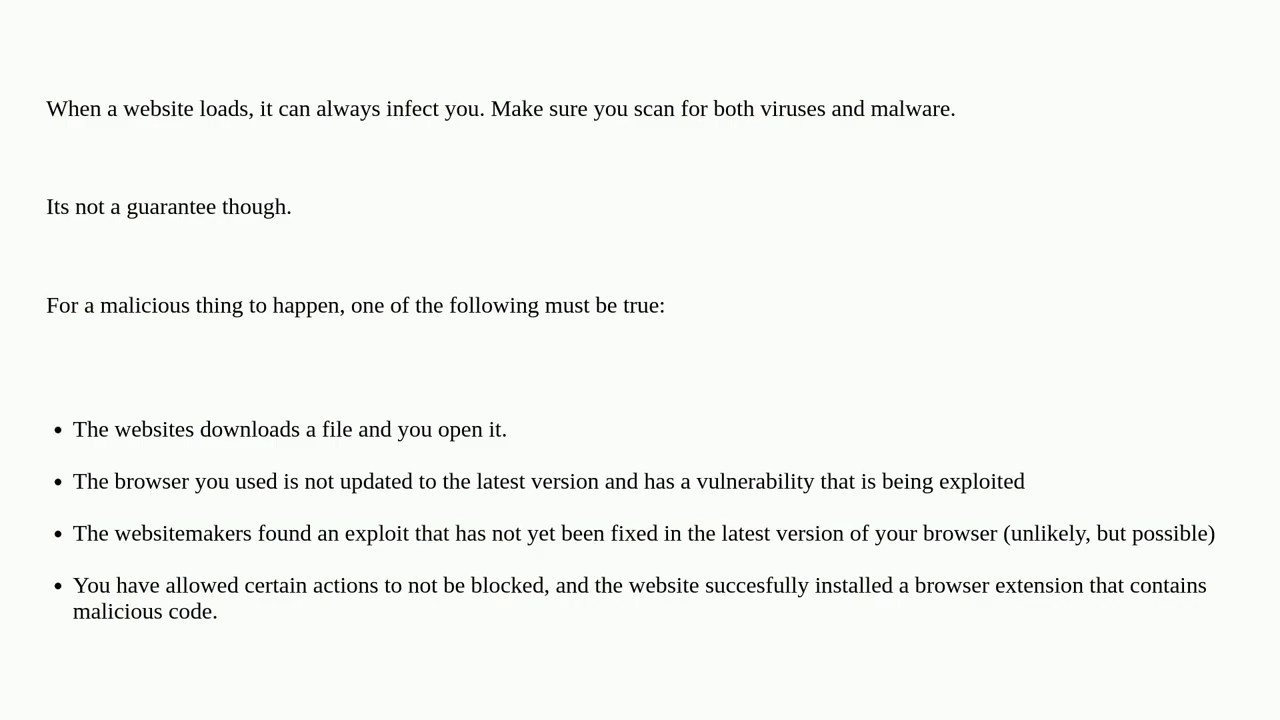 When a website loads, it can always infect you. Make sure you scan for both viruses and malware.
Its not a guarantee though.
For a malicious thing to happen, one of the following must be true:
• The websites downloads a file and you open it.
• The browser you used is not updated to the latest version and has a vulnerability that is being exploited
• The websitemakers found an exploit that has not yet been fixed in the latest version of your browser (unlikely, but possible)
• You have allowed certain actions to not be blocked, and the website succesfully installed a browser extension that contains
malicious code.